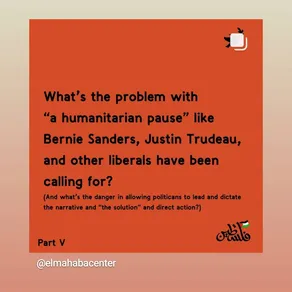 What's the problem with
"a humanitarian pause" like
Bernie Sanders, Justin Trudeau,
and other liberals have been
calling for?
(And what's the danger in allowing politicians to lead and dictate
the narrative and "the solution" and direct action?)
Part V
@elmahabacenter